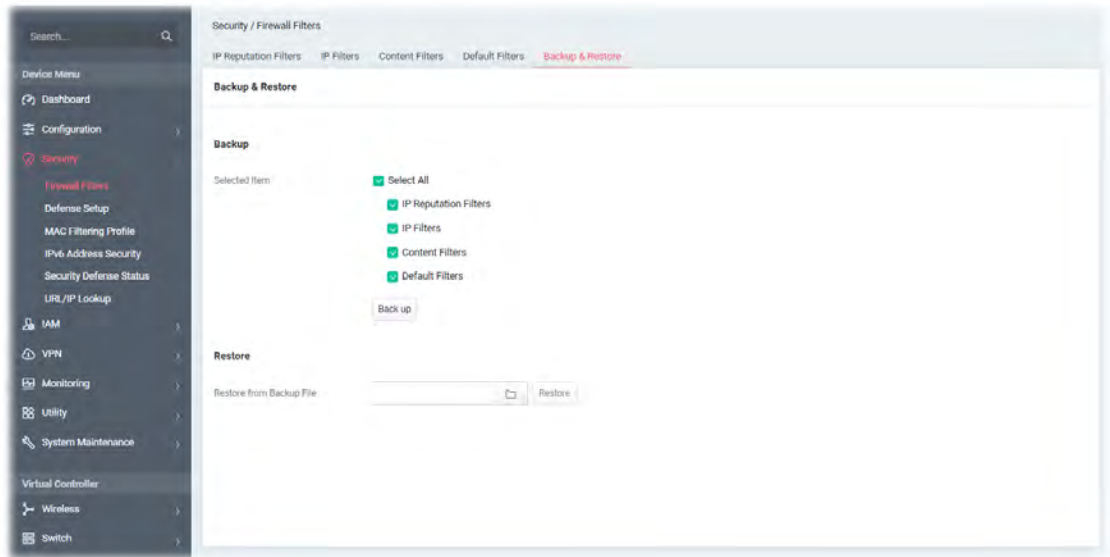 Search...
Device Menu
Dashboard
Configuration
Security
Firewall Filters
Defense Setup
MAC Filtering Profile
IPv6 Address Security
Security Defense Status
URL/IP Lookup
IAM
VPN
Monitoring
Utility
System Maintenance
Virtual Controller
Wireless
Switch
Security / Firewall Filters
IP Reputation Filters IP Filters Content Filters Default Filters Backup & Restore
Backup & Restore
Backup
Selected Item Select All
IP Reputation Filters
IP Filters
Content Filters
Default Filters
Back up
Restore
Restore from Backup File Restore